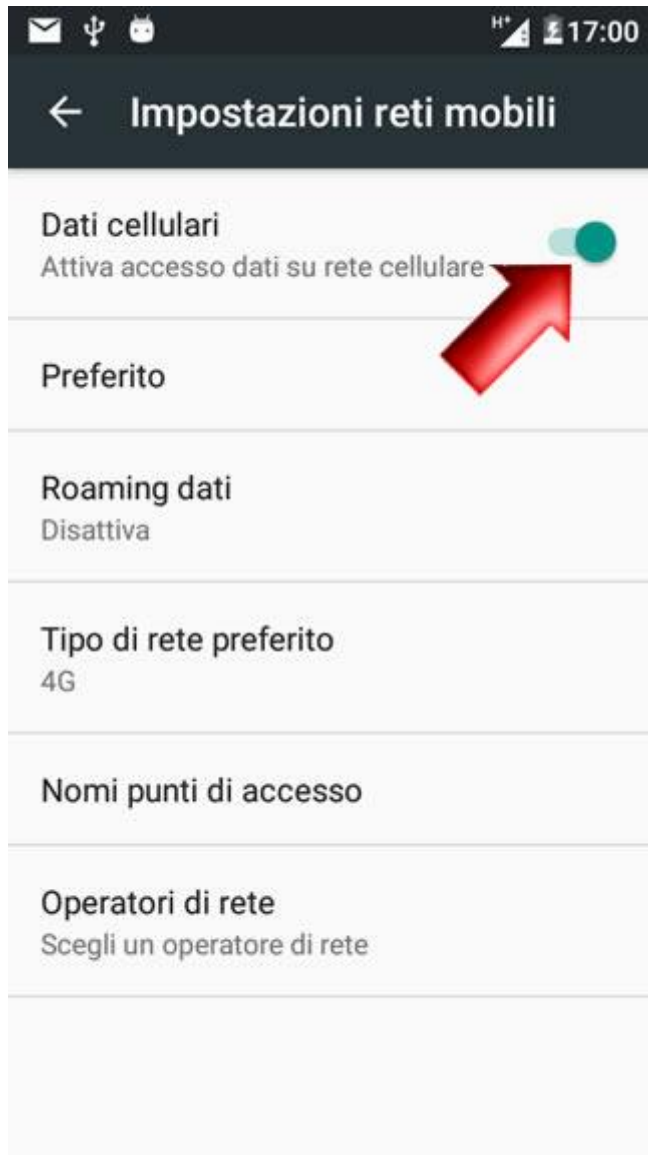 H+ 17:00
Impostazioni reti mobili
Dati cellulari
Attiva accesso dati su rete cellulare
Preferito
Roaming dati
Disattiva
Tipo di rete preferito
4G
Nomi punti di accesso
Operatori di rete
Scegli un operatore di rete